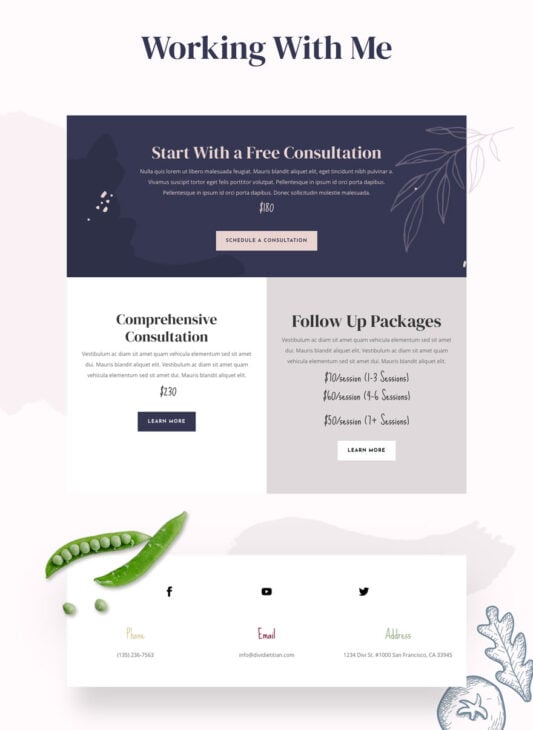 Working With Me
Start With a Free Consultation
Nulla quis lorem ut libero malesuada feugiat. Mauris blandit aliquet elit, eget tincidunt nibh pulvinar a.
Vivamus suscipit tortor eget felis porttitor volutpat. Pellentesque in ipsum id orci porta dapibus.
Pellentesque in ipsum id orci porta dapibus. Donec sollicitudin molestie malesuada.
$180
SCHEDULE A CONSULTATION
Comprehensive
Consultation
Vestibulum ac diam sit amet quam vehicula elementum sed sit amet
dui. Mauris blandit aliquet elit. Vestibulum ac diam sit amet quam
vehicula elementum sed sit amet dui. Mauris blandit aliquet elit.
$230
LEARN MORE
Follow Up Packages
Vestibulum ac diam sit amet quam vehicula elementum sed sit amet
dui. Mauris blandit aliquet elit. Vestibulum ac diam sit amet quam
vehicula elementum sed sit amet dui. Mauris blandit aliquet elit.
$70/session (1-3 Sessions)
$60/session (4-6 Sessions)
$50/session (7+ Sessions)
LEARN MORE
Phone
(135) 236-7563
Email
info@dividietitian.com
Address
1234 Divi St. #1000 San Francisco, CA 33945